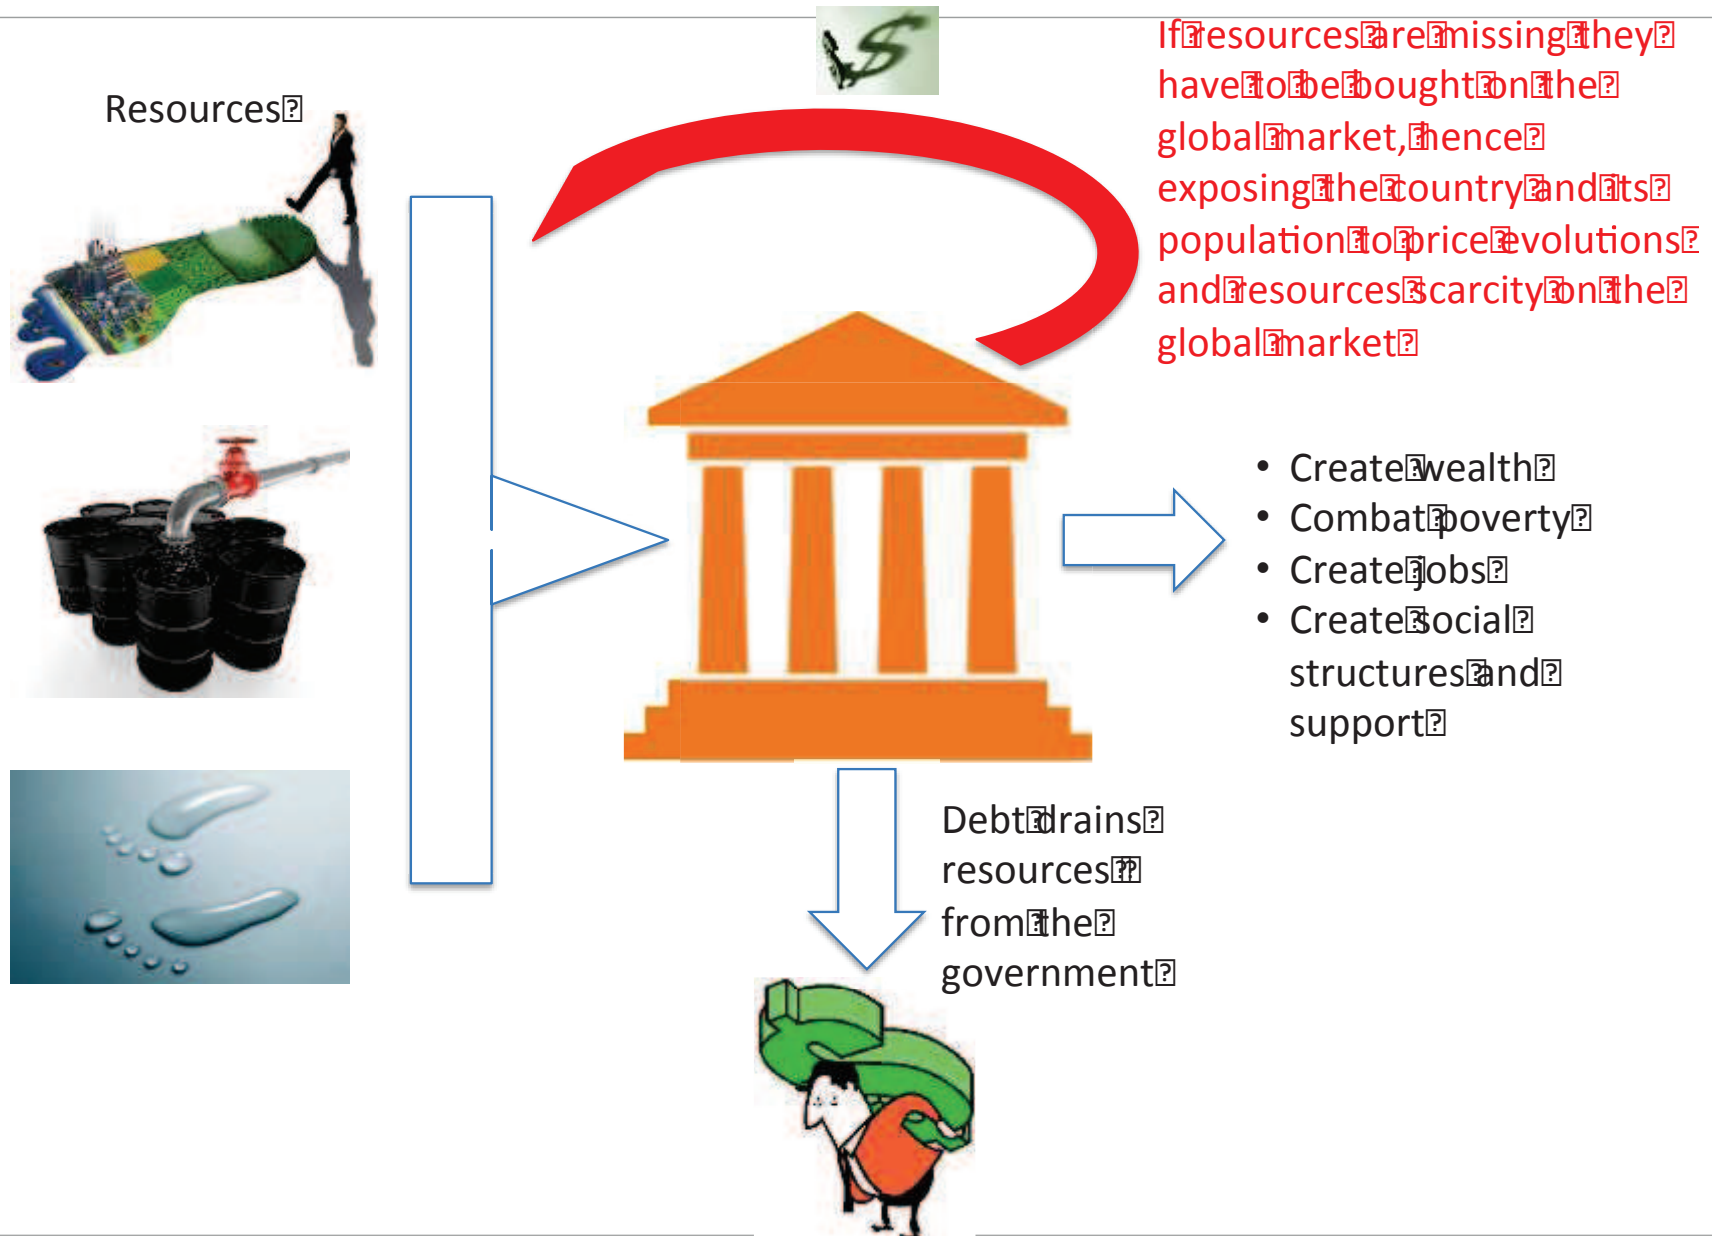 Resources
If resources are missing they
have to be bought on the
global market, hence
exposing the country and its
population to price evolutions
and resources scarcity on the
global market
• Create wealth
• Combat poverty
• Create jobs
• Create social
structures and
support
Debt drains
resources
from the
government